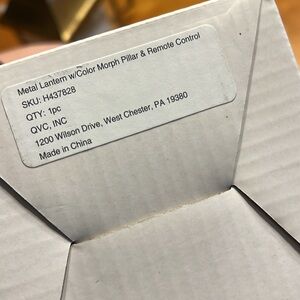 Metal Lantern w/Color Morph Pillar & Remote Control
SKU: H437828
QTY: 1pc
QVC, INC
1200 Wilson Drive, West Chester, PA 19380
Made in China